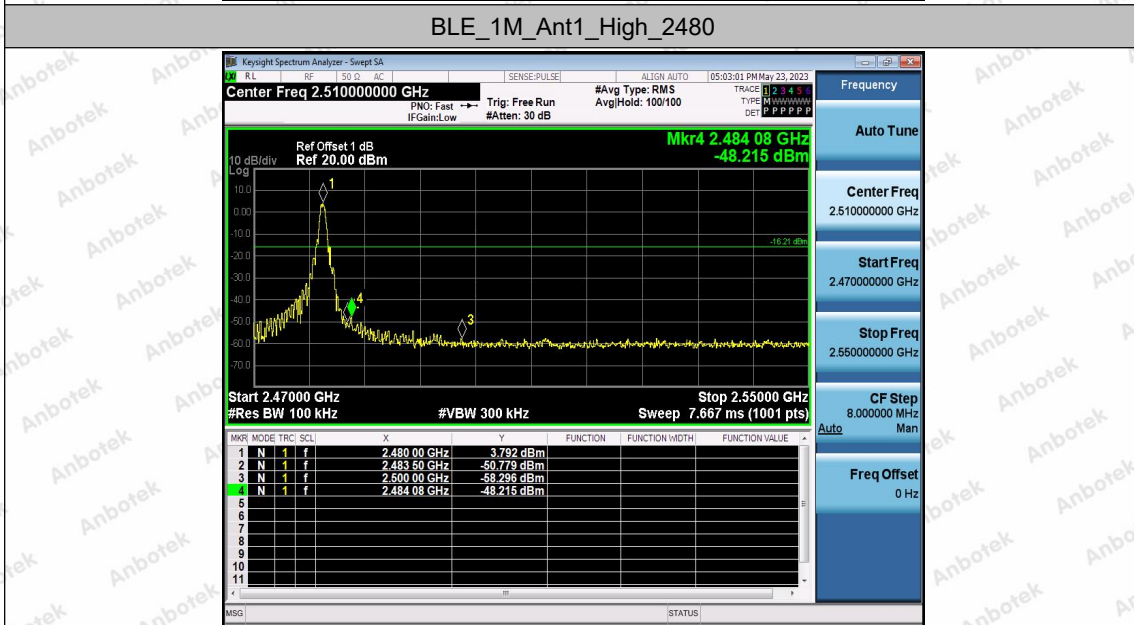 BLE_1M_Ant1_High_2480
Keysight Spectrum Analyzer - Swept SA
LXI RL RF 50 Ω AC SENSE:PULSE ALIGN AUTO 05:03:01 PM May 23, 2023
Center Freq 2.510000000 GHz
PNO: Fast
IFGain:Low
Trig: Free Run
#Atten: 30 dB
#Avg Type: RMS
Avg|Hold: 100/100
TRACE 1 2 3 4 5 6
TYPE M W W W W W
DET P P P P P P
Mkr4 2.484 08 GHz
-48.215 dBm
Ref Offset 1 dB
10 dB/div Ref 20.00 dBm
Log
10.0
0.00
-10.0
-20.0
-30.0
-40.0
-50.0
-60.0
-70.0
1
4
3
-16.21 dBm
Start 2.47000 GHz Stop 2.55000 GHz
#Res BW 100 kHz #VBW 300 kHz Sweep 7.667 ms (1001 pts)
MKR MODE TRC SCL X Y FUNCTION FUNCTION WIDTH FUNCTION VALUE
1 N 1 f 2.480 00 GHz 3.792 dBm
2 N 1 f 2.483 50 GHz -50.779 dBm
3 N 1 f 2.500 00 GHz -58.296 dBm
4 N 1 f 2.484 08 GHz -48.215 dBm
5
6
7
8
9
10
11
MSG STATUS
Frequency
Auto Tune
Center Freq
2.510000000 GHz
Start Freq
2.470000000 GHz
Stop Freq
2.550000000 GHz
CF Step
8.000000 MHz
Auto Man
Freq Offset
0 Hz
Anbotek